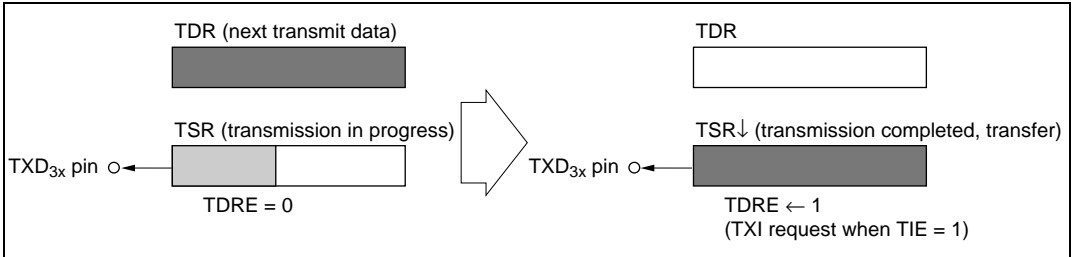 TDR (next transmit data)
TSR (transmission in progress)
TXD3x pin
TDRE = 0
TDR
TSR↓ (transmission completed, transfer)
TXD3x pin
TDRE ← 1
(TXI request when TIE = 1)